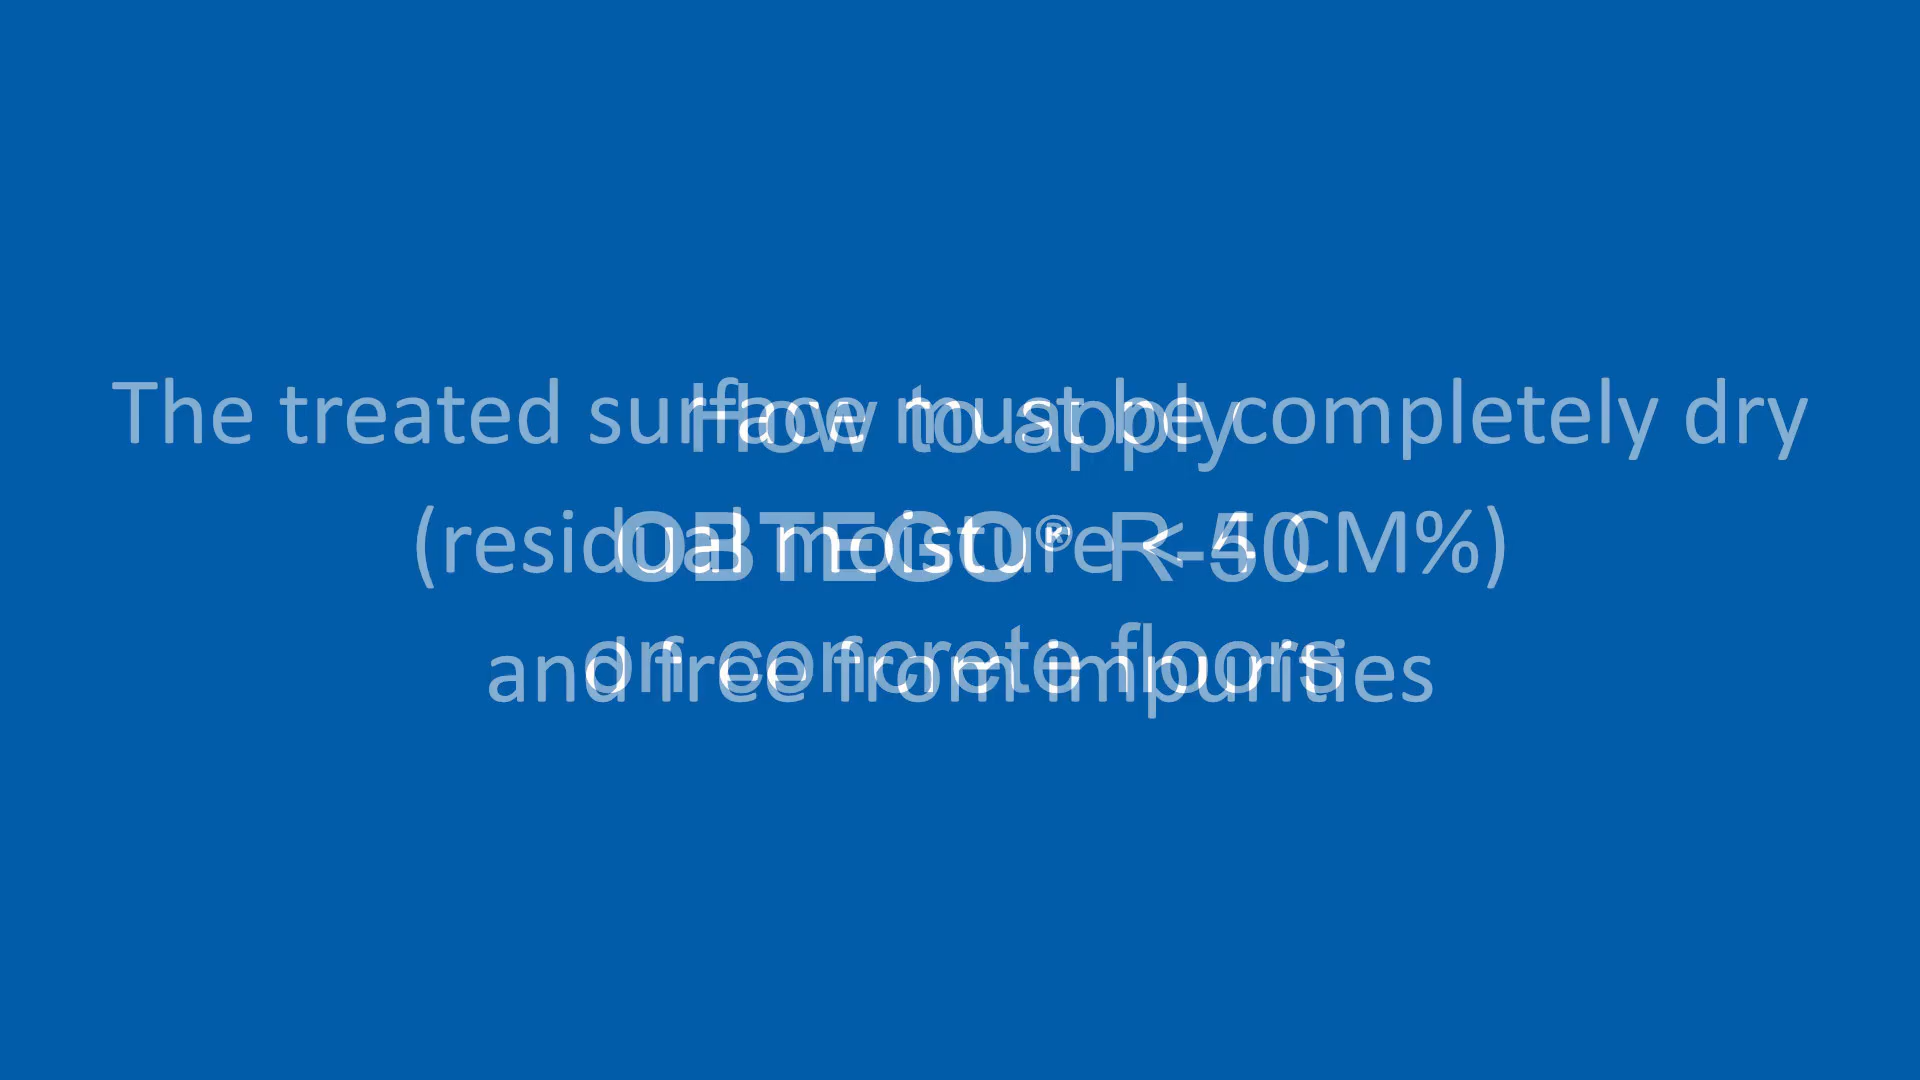 How to apply
OBTEGO® R-50
on concrete floors
The treated surface must be completely dry
(residual moisture < 4 CM%)
and free from impurities